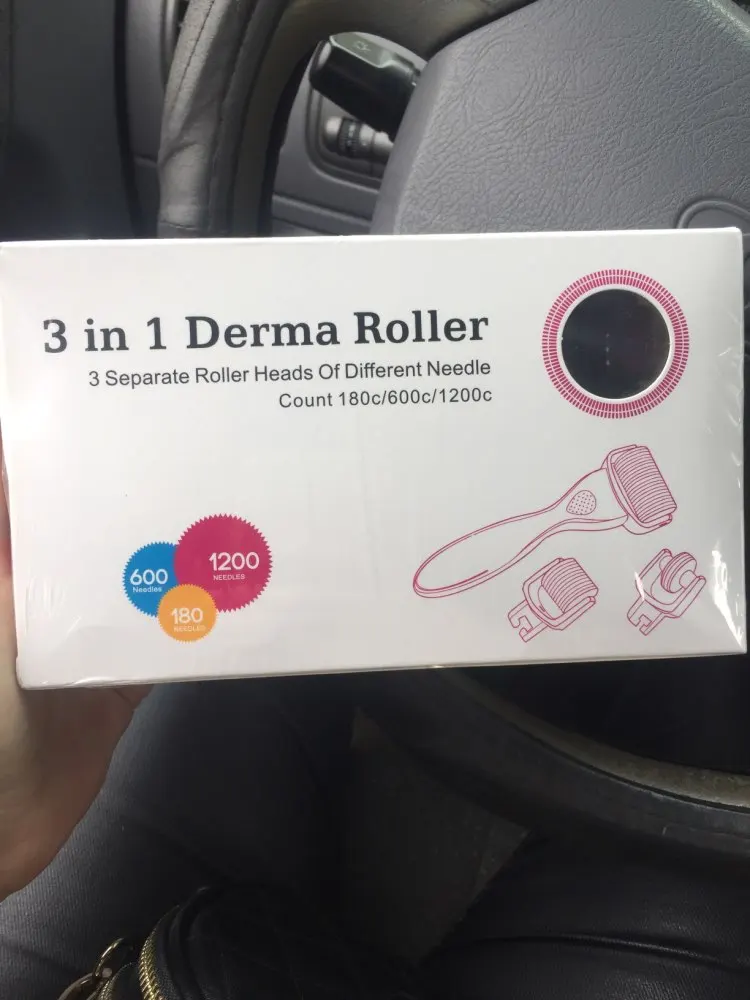 3 in 1 Derma Roller
3 Separate Roller Heads Of Different Needle
Count 180c/600c/1200c
1200
NEEDLES
600
Needles
180
NEEDLES